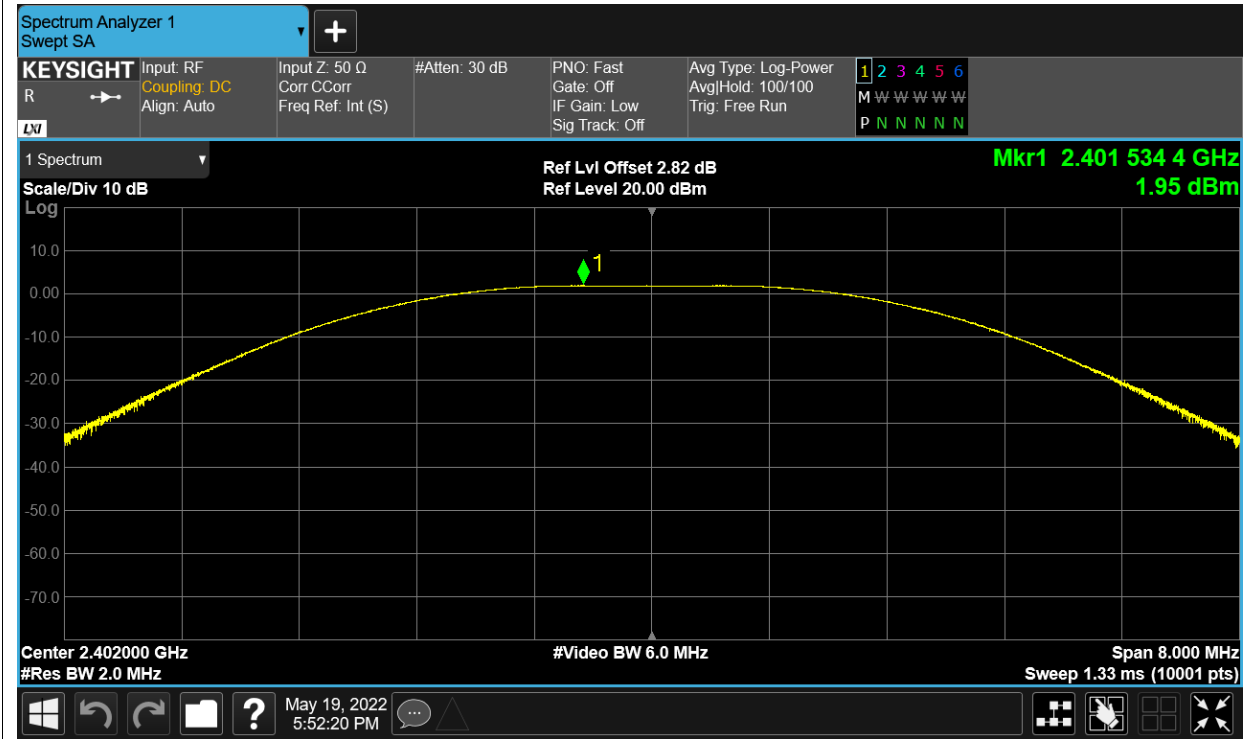 Spectrum Analyzer 1
Swept SA
KEYSIGHT
R
LXI
Input: RF
Coupling: DC
Align: Auto
Input Z: 50 Ω
Corr CCorr
Freq Ref: Int (S)
#Atten: 30 dB
PNO: Fast
Gate: Off
IF Gain: Low
Sig Track: Off
Avg Type: Log-Power
Avg|Hold: 100/100
Trig: Free Run
1 2 3 4 5 6
M W W W W W
P N N N N N
1 Spectrum
Scale/Div 10 dB
Log
Ref Lvl Offset 2.82 dB
Ref Level 20.00 dBm
Mkr1 2.401 534 4 GHz
1.95 dBm
10.0
1
0.00
-10.0
-20.0
-30.0
-40.0
-50.0
-60.0
-70.0
Center 2.402000 GHz
#Res BW 2.0 MHz
#Video BW 6.0 MHz
Span 8.000 MHz
Sweep 1.33 ms (10001 pts)
?
May 19, 2022
5:52:20 PM